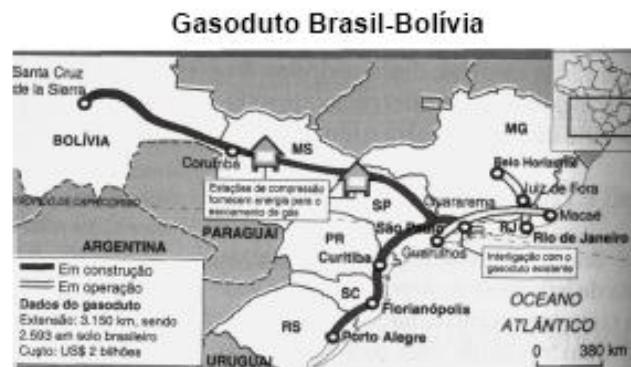 Gasoduto Brasil-Bolívia
Santa Cruz
de la Sierra
BOLÍVIA
Corumbá
MS
MG
Belo Horizonte
Juiz de Fora
Macaé
RJ
Rio de Janeiro
Guararema
SP
São Paulo
Guarulhos
Estações de compressão
fornecem energia para o
Interligação com o
gasoduto existente
PARAGUAI
PR
Curitiba
ARGENTINA
SC
Florianópolis
RS
Porto Alegre
URUGUAI
OCEANO
ATLÂNTICO
0 380 km
Em construção
Em operação
Dados do gasoduto
Extensão: 3.150 km, sendo
2.593 em solo brasileiro
Custo: US$ 2 bilhões